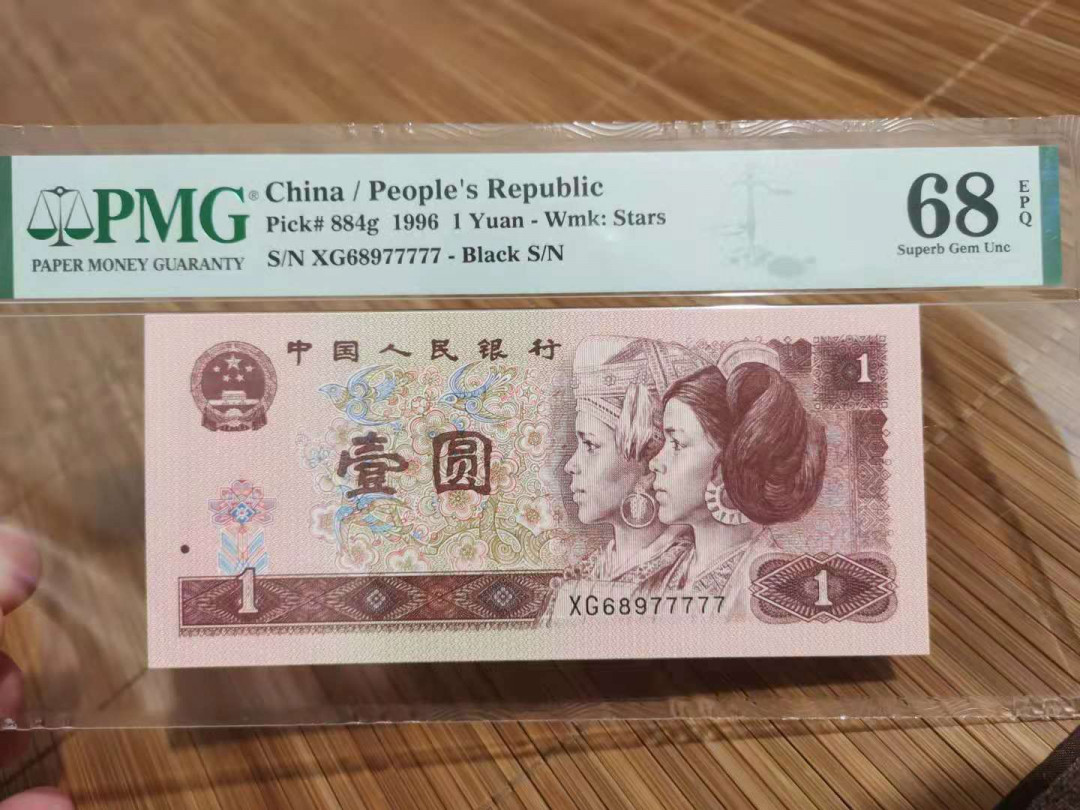 PMG®
PAPER MONEY GUARANTY
China / People's Republic
Pick# 884g 1996 1 Yuan - Wmk: Stars
S/N XG68977777 - Black S/N
68
EPQ
Superb Gem Unc
中国人民银行
1
壹圆
1
XG68977777
1